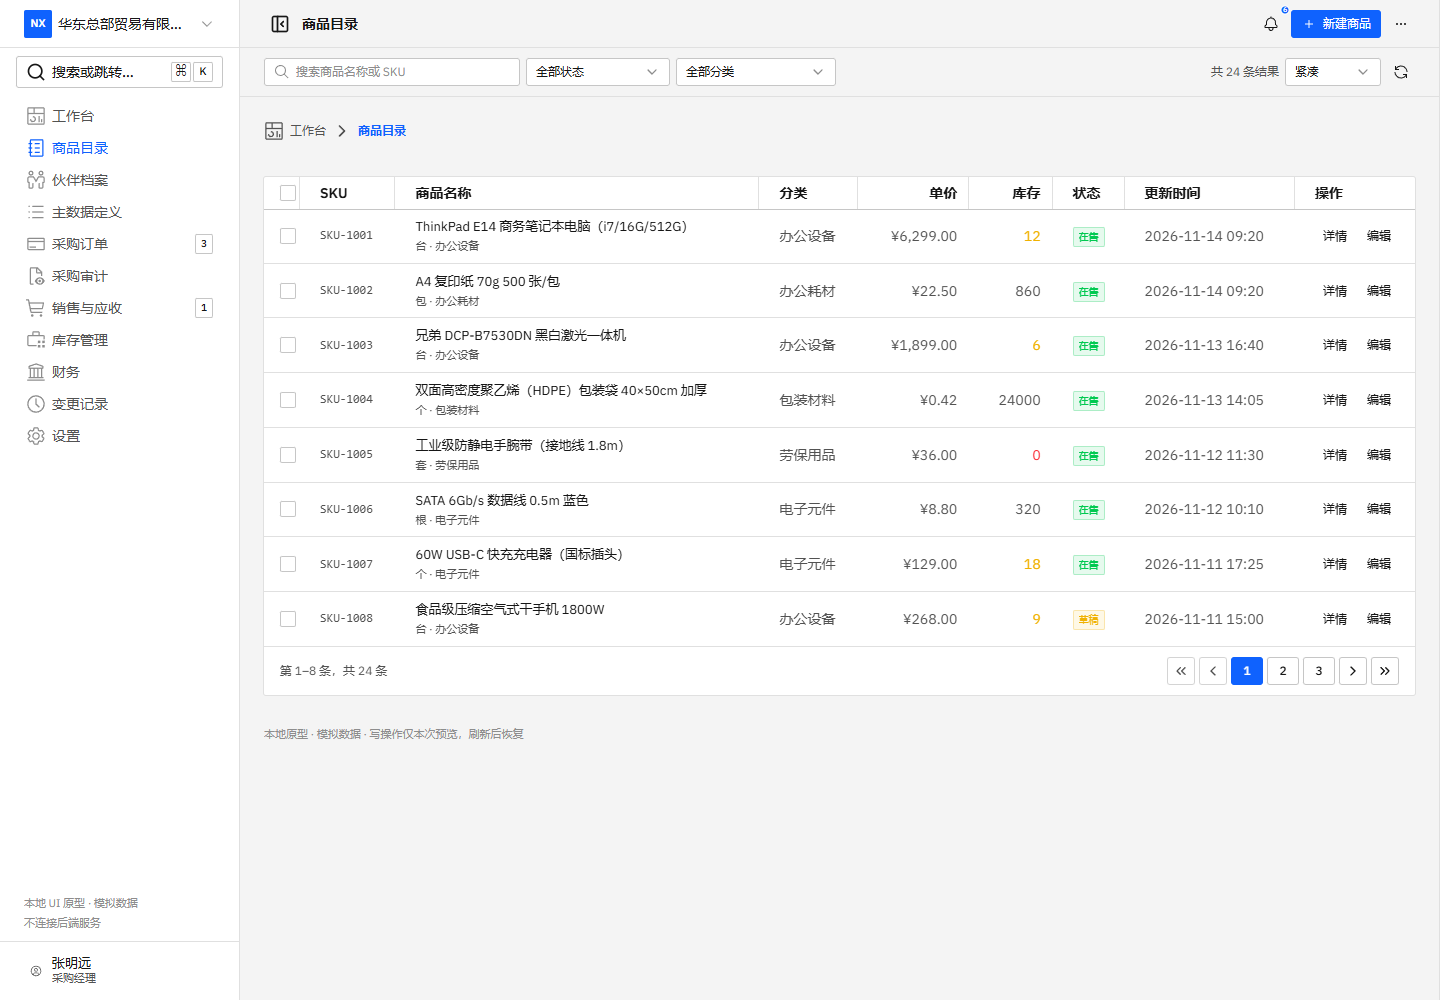 NX 华东总部贸易有限...
搜索或跳转... ⌘ K
工作台
商品目录
伙伴档案
主数据定义
采购订单 3
采购审计
销售与应收 1
库存管理
财务
变更记录
设置
本地 UI 原型 · 模拟数据
不连接后端服务
张明远
采购经理
商品目录
6
+ 新建商品
搜索商品名称或 SKU
全部状态
全部分类
共 24 条结果
紧凑
工作台 > 商品目录
SKU 商品名称 分类 单价 库存 状态 更新时间 操作
SKU-1001 ThinkPad E14 商务笔记本电脑（i7/16G/512G） 办公设备 ¥6,299.00 12 在售 2026-11-14 09:20 详情 编辑
台 · 办公设备
SKU-1002 A4 复印纸 70g 500 张/包 办公耗材 ¥22.50 860 在售 2026-11-14 09:20 详情 编辑
包 · 办公耗材
SKU-1003 兄弟 DCP-B7530DN 黑白激光一体机 办公设备 ¥1,899.00 6 在售 2026-11-13 16:40 详情 编辑
台 · 办公设备
SKU-1004 双面高密度聚乙烯（HDPE）包装袋 40×50cm 加厚 包装材料 ¥0.42 24000 在售 2026-11-13 14:05 详情 编辑
个 · 包装材料
SKU-1005 工业级防静电手腕带（接地线 1.8m） 劳保用品 ¥36.00 0 在售 2026-11-12 11:30 详情 编辑
套 · 劳保用品
SKU-1006 SATA 6Gb/s 数据线 0.5m 蓝色 电子元件 ¥8.80 320 在售 2026-11-12 10:10 详情 编辑
根 · 电子元件
SKU-1007 60W USB-C 快充充电器（国标插头） 电子元件 ¥129.00 18 在售 2026-11-11 17:25 详情 编辑
个 · 电子元件
SKU-1008 食品级压缩空气式干手机 1800W 办公设备 ¥268.00 9 草稿 2026-11-11 15:00 详情 编辑
台 · 办公设备
第 1–8 条，共 24 条
1 2 3
本地原型 · 模拟数据 · 写操作仅本次预览，刷新后恢复